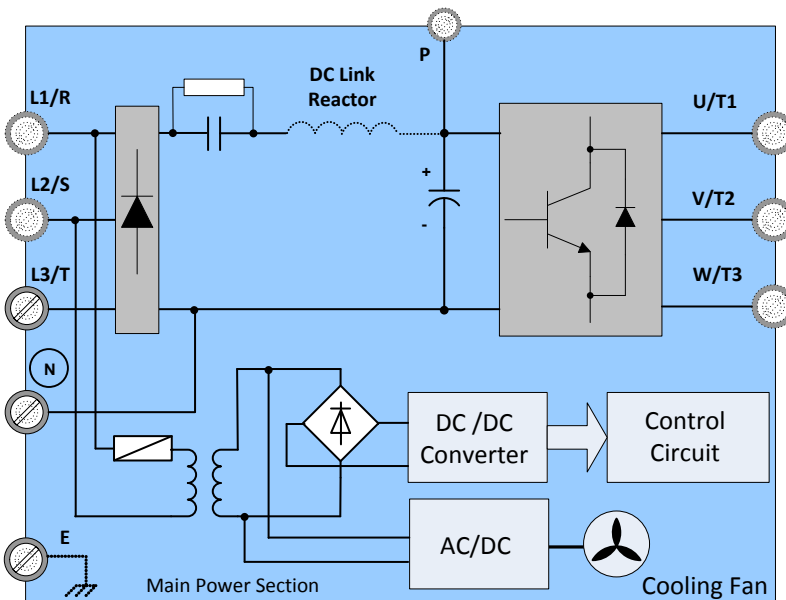 P
DC Link
Reactor
L1/R
U/T1
L2/S
+
V/T2
-
L3/T
W/T3
N
DC /DC
Converter
Control
Circuit
E
AC/DC
Main Power Section
Cooling Fan